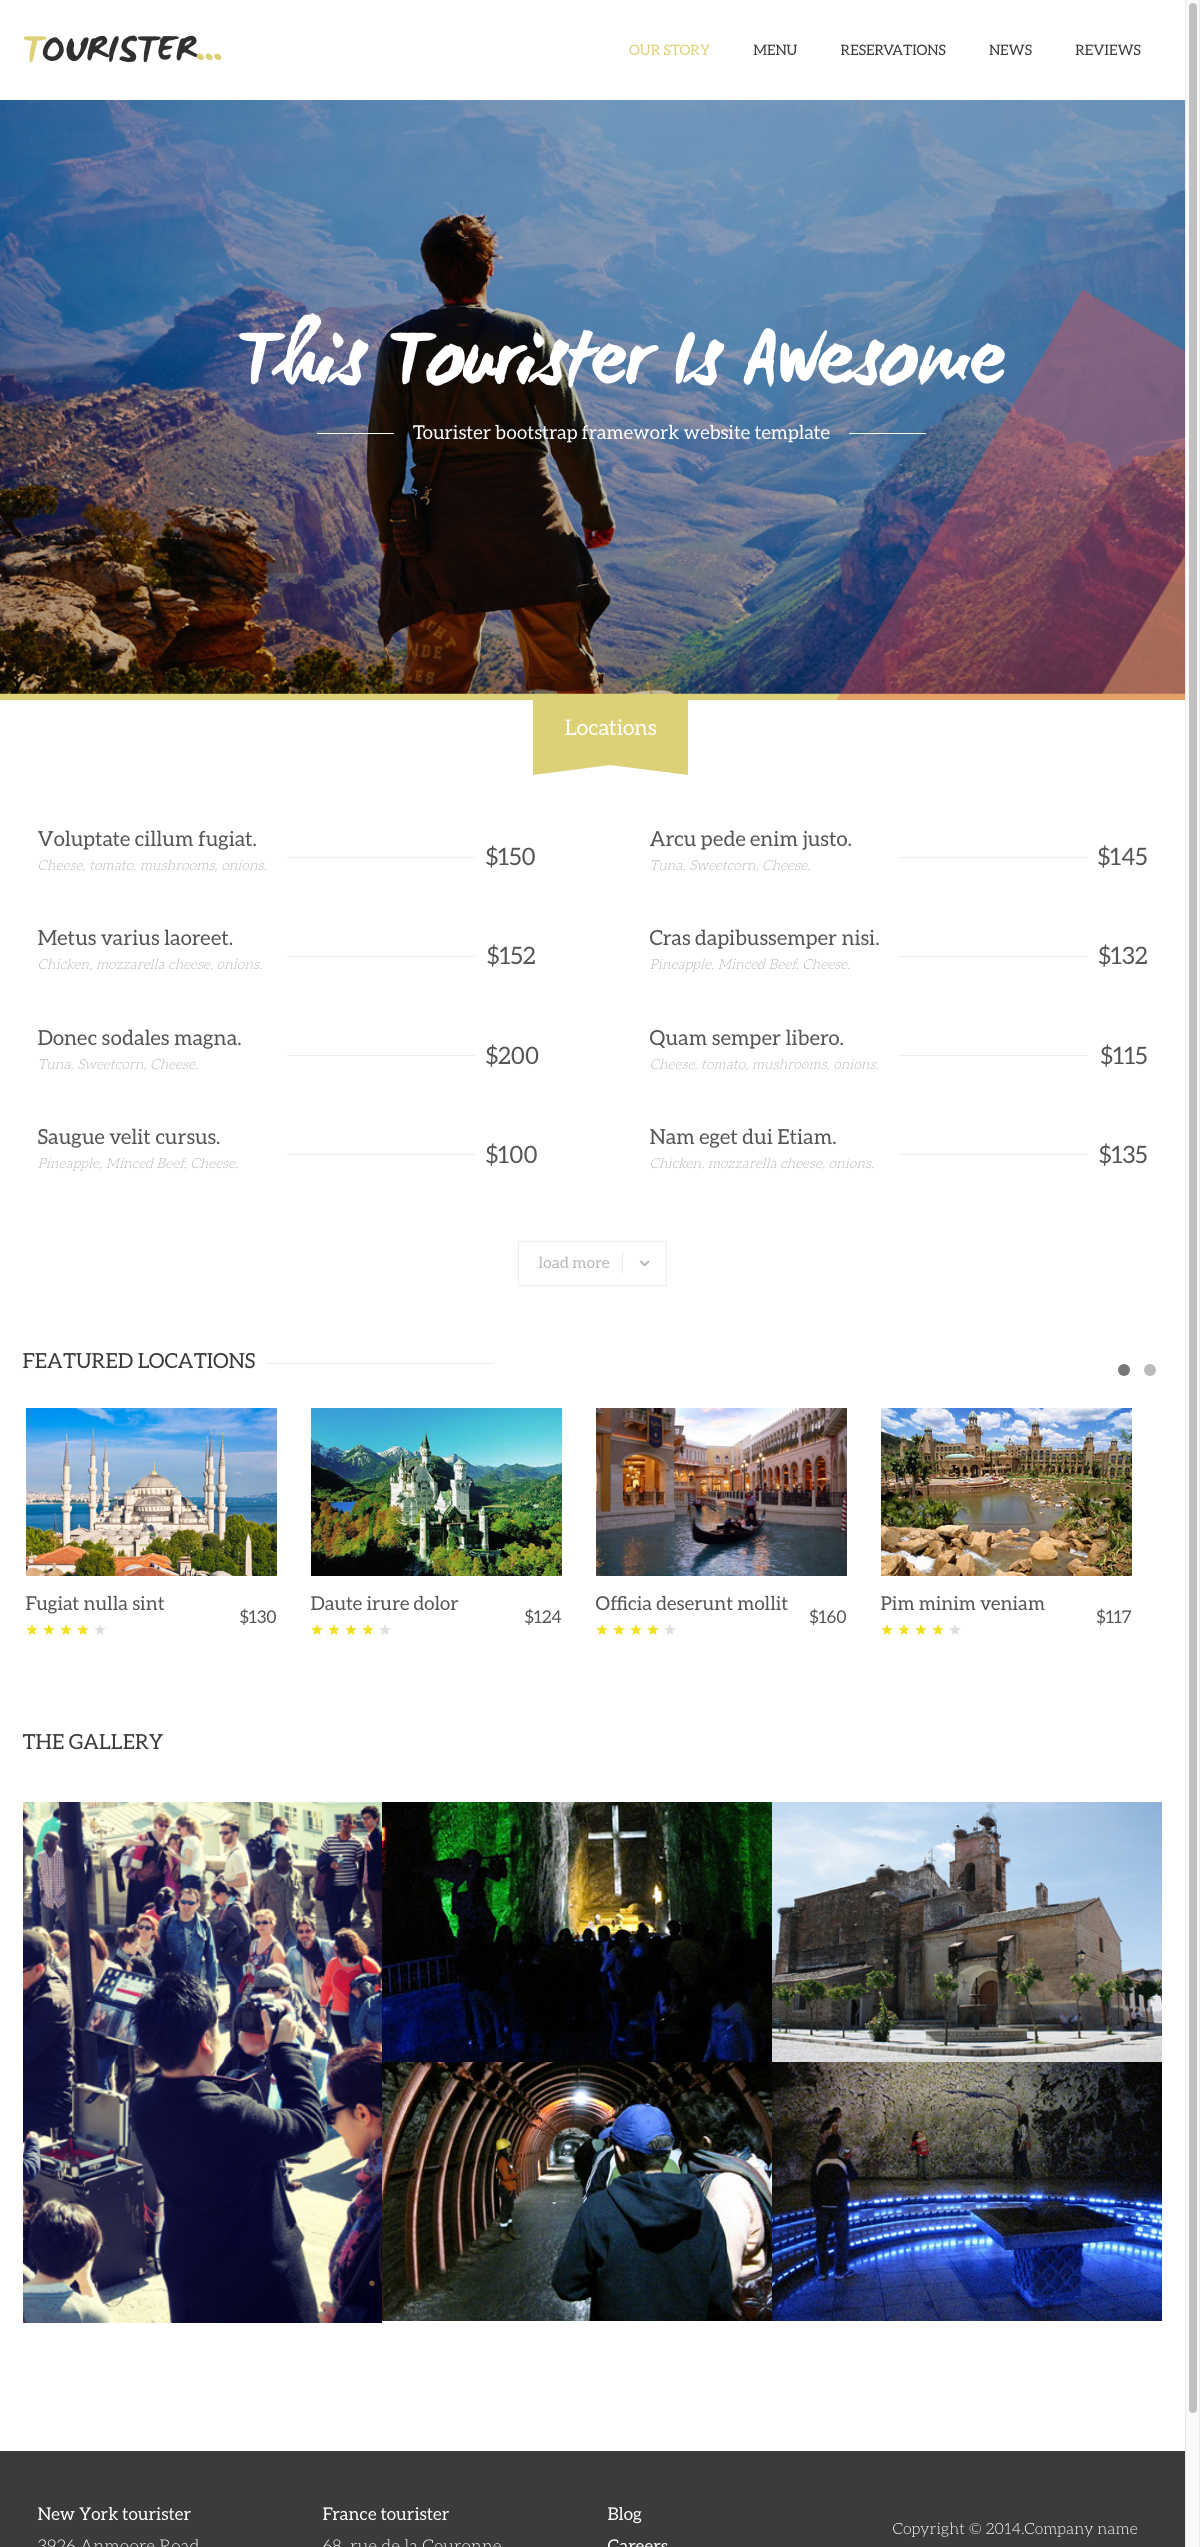 TOURISTER...
OUR STORY MENU RESERVATIONS NEWS REVIEWS
This Tourister Is Awesome
Tourister bootstrap framework website template
Locations
Voluptate cillum fugiat.
Cheese, tomato, mushrooms, onions.
$150
Arcu pede enim justo.
Tuna, Sweetcorn, Cheese.
$145
Metus varius laoreet.
Chicken, mozzarella cheese, onions.
$152
Cras dapibussemper nisi.
Pineapple, Minced Beef, Cheese.
$132
Donec sodales magna.
Tuna, Sweetcorn, Cheese.
$200
Quam semper libero.
Cheese, tomato, mushrooms, onions.
$115
Saugue velit cursus.
Pineapple, Minced Beef, Cheese.
$100
Nam eget dui Etiam.
Chicken, mozzarella cheese, onions.
$135
load more
FEATURED LOCATIONS
Fugiat nulla sint
$130
Daute irure dolor
$124
Officia deserunt mollit
$160
Pim minim veniam
$117
THE GALLERY
New York tourister
3926 Anmoore Road
France tourister
68, rue de la Couronne
Blog
Careers
Copyright © 2014.Company name